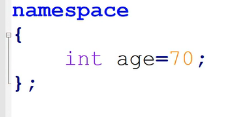 namespace
{
    int age=70;
};